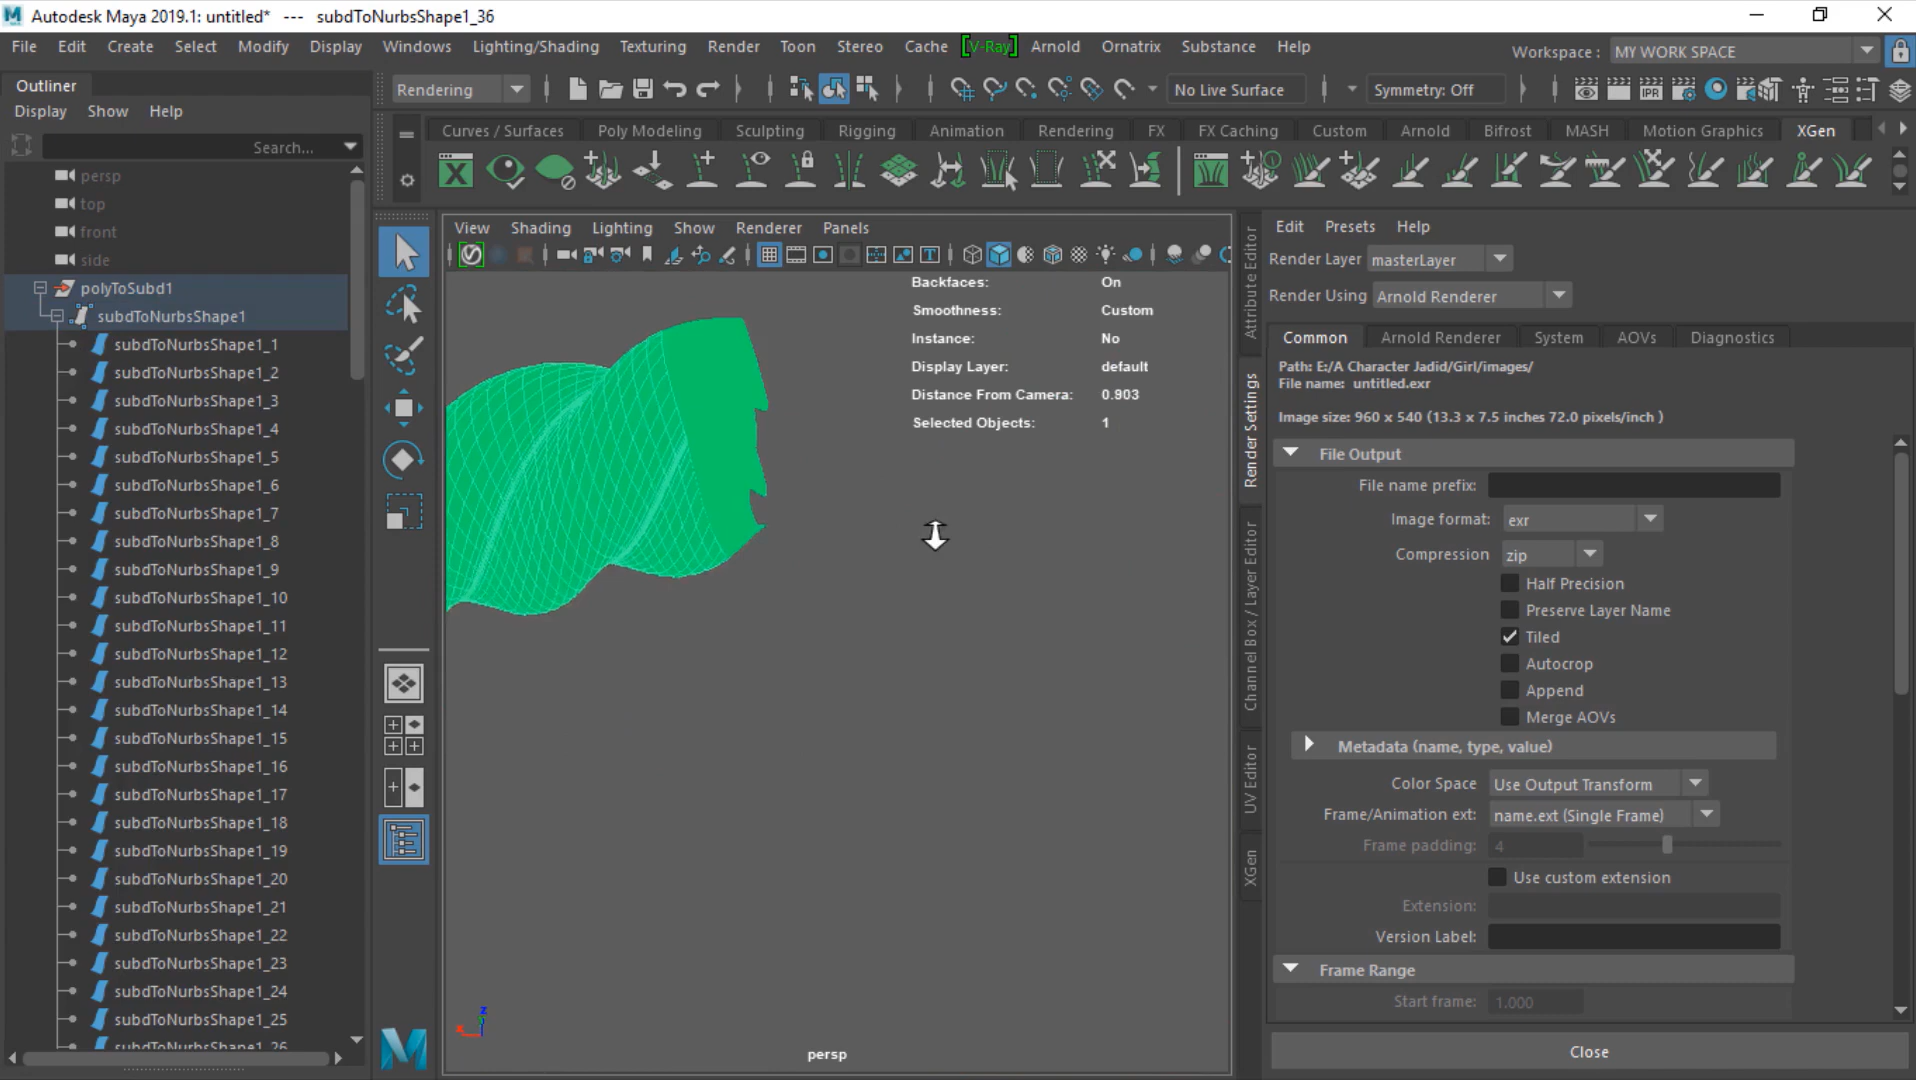 Autodesk Maya 2019.1: untitled*   ---   subdToNurbsShape1_36
File Edit Create Select Modify Display Windows Lighting/Shading Texturing Render Toon Stereo Cache [V-Ray] Arnold Ornatrix Substance Help
Workspace : MY WORK SPACE
Outliner
Display Show Help
Search...
persp
top
front
side
polyToSubd1
subdToNurbsShape1
subdToNurbsShape1_1
subdToNurbsShape1_2
subdToNurbsShape1_3
subdToNurbsShape1_4
subdToNurbsShape1_5
subdToNurbsShape1_6
subdToNurbsShape1_7
subdToNurbsShape1_8
subdToNurbsShape1_9
subdToNurbsShape1_10
subdToNurbsShape1_11
subdToNurbsShape1_12
subdToNurbsShape1_13
subdToNurbsShape1_14
subdToNurbsShape1_15
subdToNurbsShape1_16
subdToNurbsShape1_17
subdToNurbsShape1_18
subdToNurbsShape1_19
subdToNurbsShape1_20
subdToNurbsShape1_21
subdToNurbsShape1_22
subdToNurbsShape1_23
subdToNurbsShape1_24
subdToNurbsShape1_25
subdToNurbsShape1_26
Rendering
No Live Surface
Symmetry: Off
IPR
Curves / Surfaces Poly Modeling Sculpting Rigging Animation Rendering FX FX Caching Custom Arnold Bifrost MASH Motion Graphics XGen
View Shading Lighting Show Renderer Panels
Backfaces: On
Smoothness: Custom
Instance: No
Display Layer: default
Distance From Camera: 0.903
Selected Objects: 1
z
x
persp
Attribute Editor
Render Settings
Channel Box / Layer Editor
UV Editor
XGen
Edit Presets Help
Render Layer masterLayer
Render Using Arnold Renderer
Common Arnold Renderer System AOVs Diagnostics
Path: E:/A Character Jadid/Girl/images/
File name: untitled.exr
Image size: 960 x 540 (13.3 x 7.5 inches 72.0 pixels/inch )
File Output
File name prefix:
Image format: exr
Compression zip
Half Precision
Preserve Layer Name
Tiled
Autocrop
Append
Merge AOVs
Metadata (name, type, value)
Color Space Use Output Transform
Frame/Animation ext: name.ext (Single Frame)
Frame padding: 4
Use custom extension
Extension:
Version Label:
Frame Range
Start frame: 1.000
Close